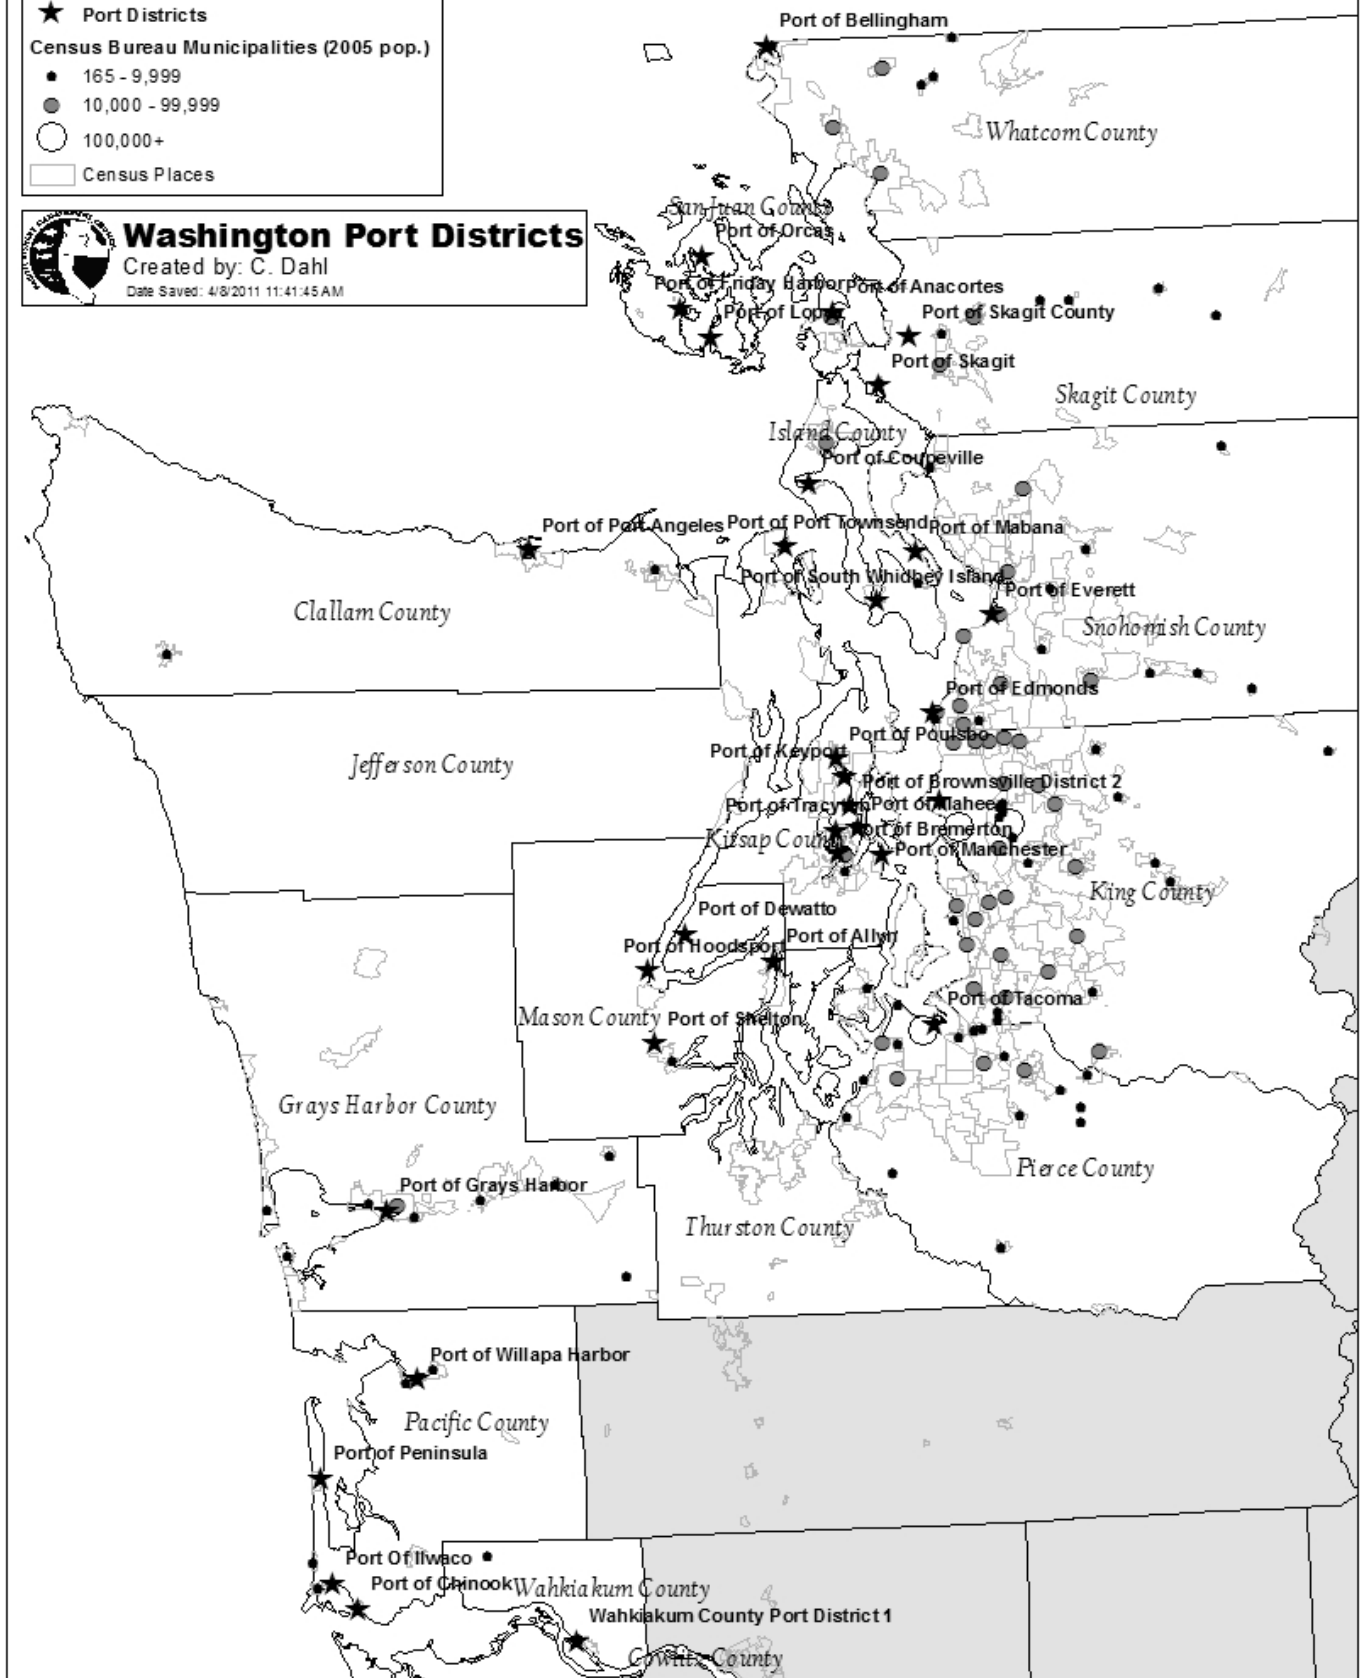 Port Districts
Census Bureau Municipalities (2005 pop.)
165 - 9,999
10,000 - 99,999
100,000+
Census Places
Washington Port Districts
Created by: C. Dahl
Date Saved: 4/8/2011 11:41:45 AM
Port of Bellingham
Whatcom County
San Juan County
Port of Orcas
Port of Friday Harbor
Port of Anacortes
Port of Lopez
Port of Skagit County
Port of Skagit
Skagit County
Island County
Port of Coupeville
Port of Port Angeles
Port of Port Townsend
Port of Mabana
Port of South Whidbey Island
Port of Everett
Clallam County
Snohomish County
Port of Edmonds
Port of Poulsbo
Port of Keyport
Jefferson County
Port of Brownsville District 2
Port of Tracyton
Port of Illahee
Port of Bremerton
Kitsap County
Port of Manchester
King County
Port of Dewatto
Port of Allyn
Port of Hoodsport
Port of Tacoma
Mason County
Port of Shelton
Grays Harbor County
Pierce County
Port of Grays Harbor
Thurston County
Port of Willapa Harbor
Pacific County
Port of Peninsula
Port Of Ilwaco
Port of Chinook
Wahkiakum County
Wahkiakum County Port District 1
Cowlitz County